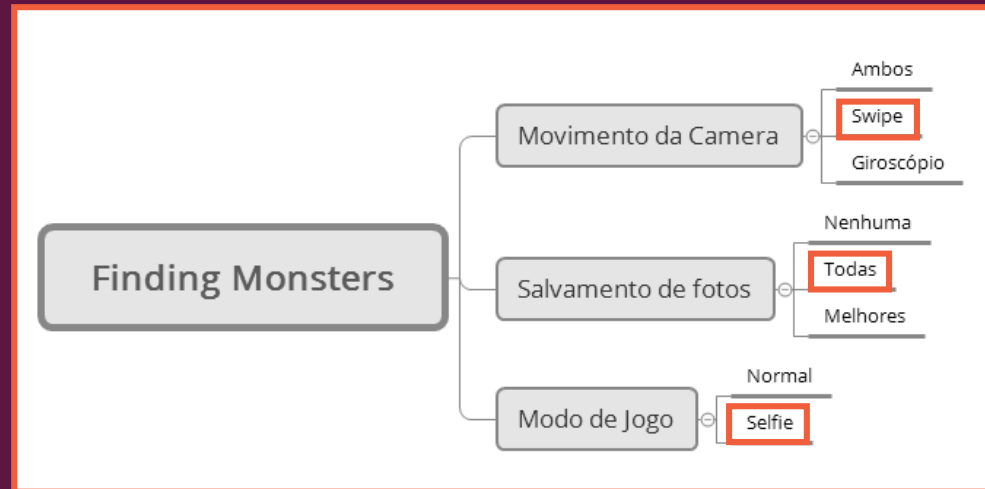 Finding Monsters
Movimento da Camera
Ambos
Swipe
Giroscópio
Salvamento de fotos
Nenhuma
Todas
Melhores
Modo de Jogo
Normal
Selfie